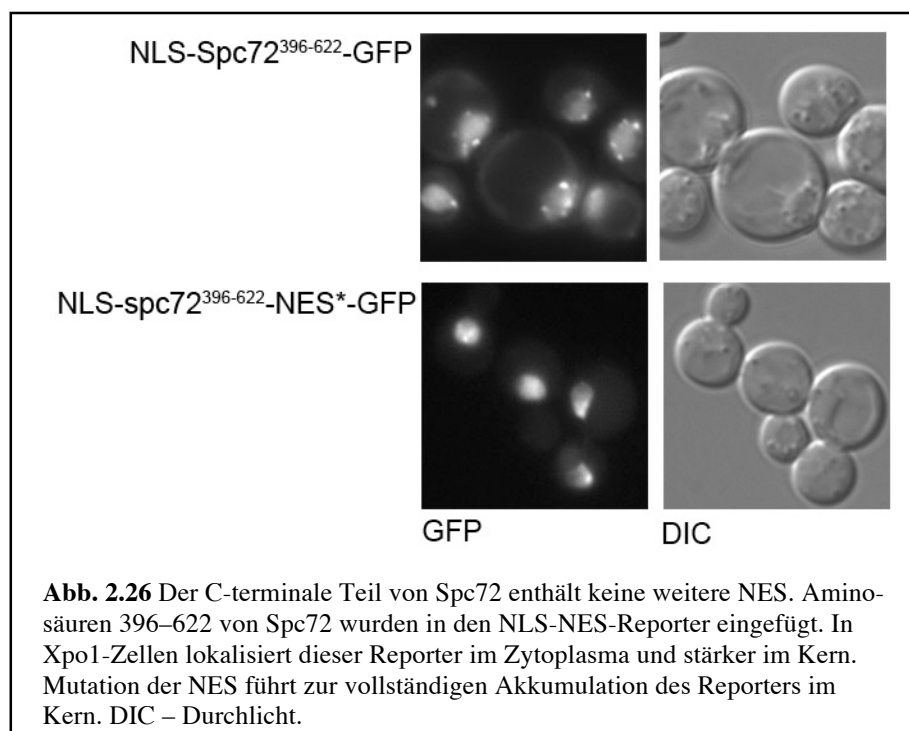 NLS-Spc72³⁹⁶⁻⁶²²-GFP
NLS-spc72³⁹⁶⁻⁶²²-NES*-GFP
GFP DIC
Abb. 2.26 Der C-terminale Teil von Spc72 enthält keine weitere NES. Amino-
säuren 396–622 von Spc72 wurden in den NLS-NES-Reporter eingefügt. In
Xpo1-Zellen lokalisiert dieser Reporter im Zytoplasma und stärker im Kern.
Mutation der NES führt zur vollständigen Akkumulation des Reporters im
Kern. DIC – Durchlicht.